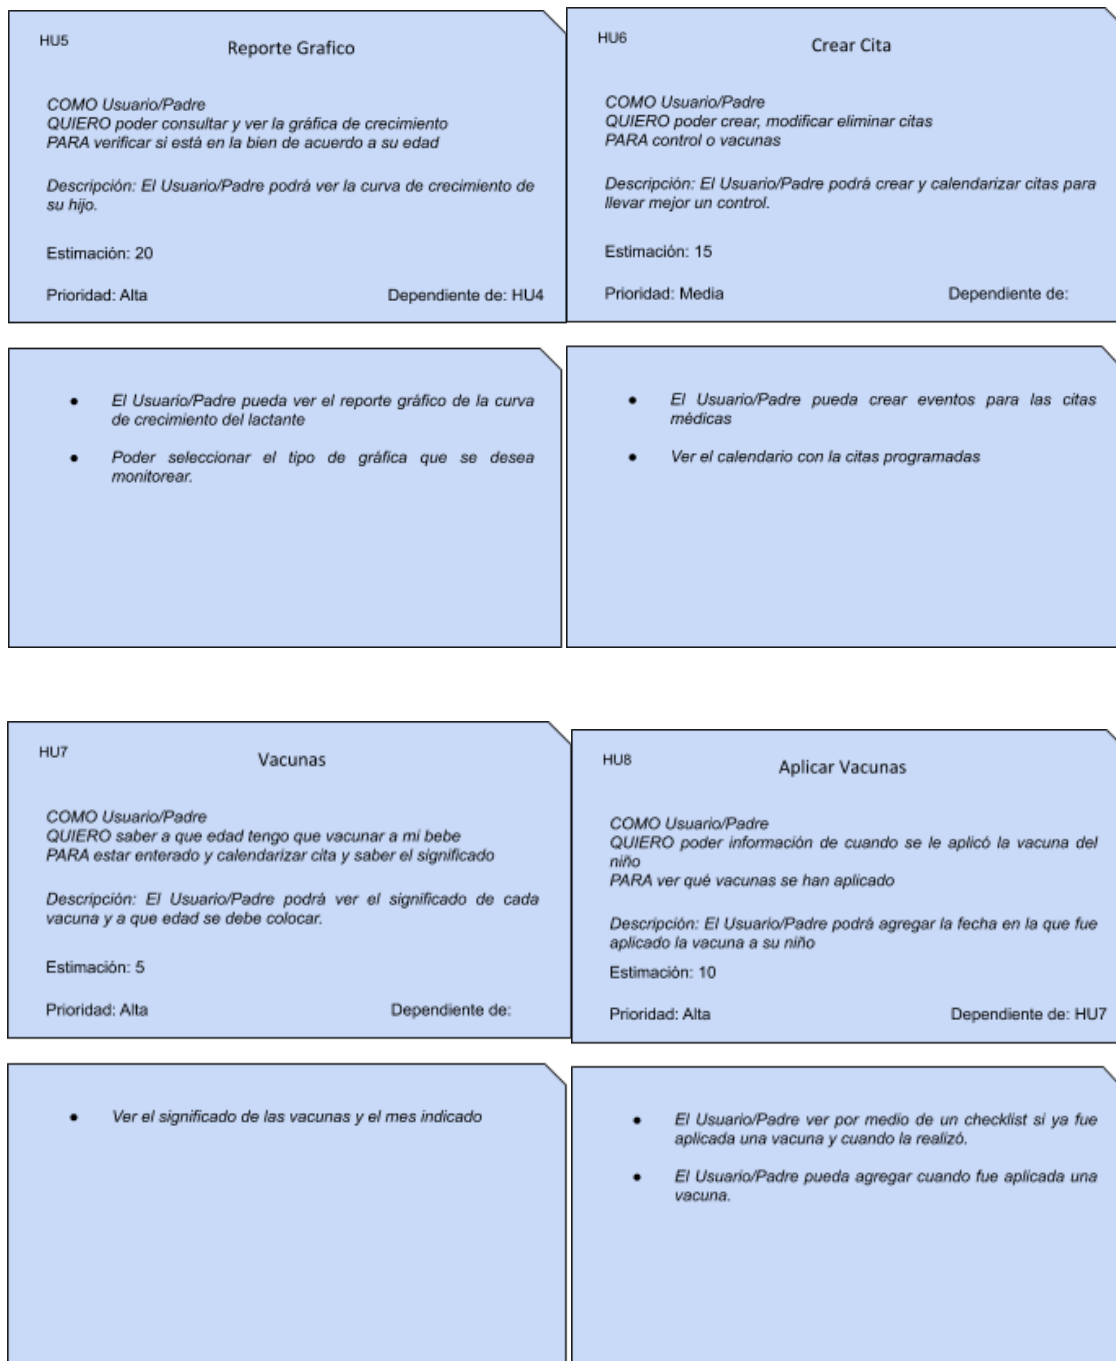 HU5
Reporte Grafico
COMO Usuario/Padre
QUIERO poder consultar y ver la gráfica de crecimiento
PARA verificar si está en la bien de acuerdo a su edad
Descripción: El Usuario/Padre podrá ver la curva de crecimiento de
su hijo.
Estimación: 20
Prioridad: Alta
Dependiente de: HU4
HU6
Crear Cita
COMO Usuario/Padre
QUIERO poder crear, modificar eliminar citas
PARA control o vacunas
Descripción: El Usuario/Padre podrá crear y calendarizar citas para
llevar mejor un control.
Estimación: 15
Prioridad: Media
Dependiente de:
● El Usuario/Padre pueda ver el reporte gráfico de la curva
de crecimiento del lactante
● Poder seleccionar el tipo de gráfica que se desea
monitorear.
● El Usuario/Padre pueda crear eventos para las citas
médicas
● Ver el calendario con la citas programadas
HU7
Vacunas
COMO Usuario/Padre
QUIERO saber a que edad tengo que vacunar a mi bebe
PARA estar enterado y calendarizar cita y saber el significado
Descripción: El Usuario/Padre podrá ver el significado de cada
vacuna y a que edad se debe colocar.
Estimación: 5
Prioridad: Alta
Dependiente de:
HU8
Aplicar Vacunas
COMO Usuario/Padre
QUIERO poder información de cuando se le aplicó la vacuna del
niño
PARA ver qué vacunas se han aplicado
Descripción: El Usuario/Padre podrá agregar la fecha en la que fue
aplicado la vacuna a su niño
Estimación: 10
Prioridad: Alta
Dependiente de: HU7
● Ver el significado de las vacunas y el mes indicado
● El Usuario/Padre ver por medio de un checklist si ya fue
aplicada una vacuna y cuando la realizó.
● El Usuario/Padre pueda agregar cuando fue aplicada una
vacuna.